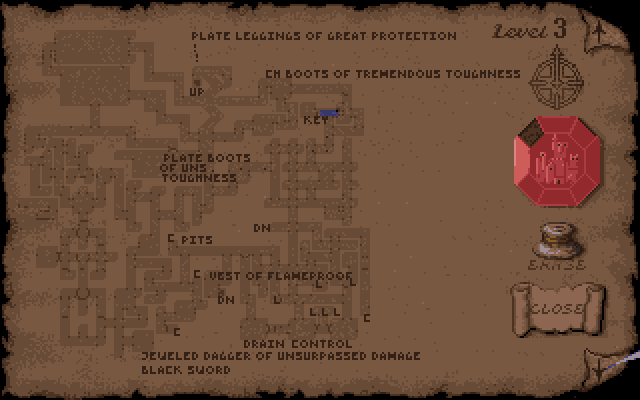 Level 3
PLATE LEGGINGS OF GREAT PROTECTION
CH BOOTS OF TREMENDOUS TOUGHNESS
UP
KEY
PLATE BOOTS
OF UNS.
TOUGHNESS
DN
C PITS
C VEST OF FLAMEPROOF
L
L
DN
L
L L L
C
C
DRAIN CONTROL
JEWELED DAGGER OF UNSURPASSED DAMAGE
BLACK SWORD
ERASE
CLOSE